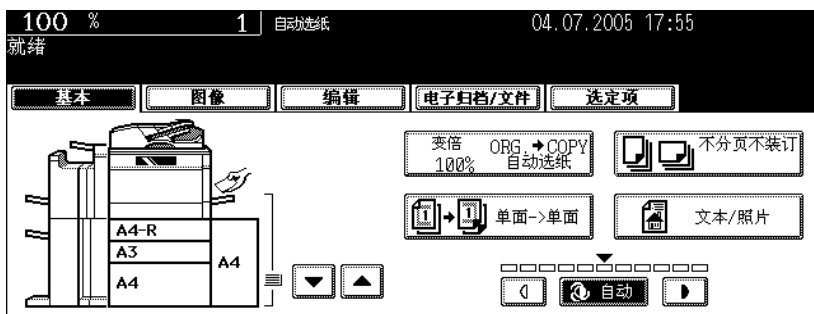 100 % 1 自动选纸 04.07.2005 17:55
就绪
基本 图像 编辑 电子归档/文件 选定项
变倍 ORG.→COPY
100% 自动选纸
不分页不装订
1→1 单面->单面
文本/照片
A4-R
A3
A4
A4
自动